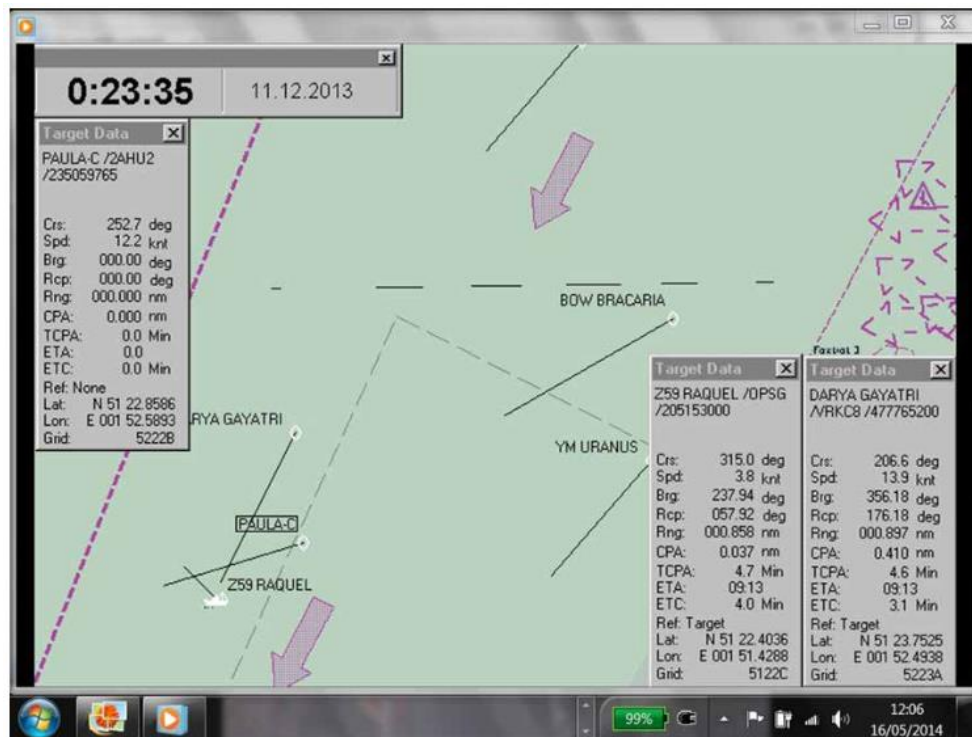 0:23:35
11.12.2013
Target Data
PAULA-C /2AHU2
/235059765
Crs: 252.7 deg
Spd: 12.2 knt
Brg: 000.00 deg
Rcp: 000.00 deg
Rng: 000.000 nm
CPA: 0.000 nm
TCPA: 0.0 Min
ETA: 0.0
ETC: 0.0 Min
Ref: None
Lat: N 51 22.8586
Lon: E 001 52.5893
Grid: 5222B
BOW BRACARIA
Foxtrot 3
ARYA GAYATRI
YM URANUS
PAULA-C
Z59 RAQUEL
Target Data
Z59 RAQUEL /OPSG
/205153000
Crs: 315.0 deg
Spd: 3.8 knt
Brg: 237.94 deg
Rcp: 057.92 deg
Rng: 000.858 nm
CPA: 0.037 nm
TCPA: 4.7 Min
ETA: 09:13
ETC: 4.0 Min
Ref: Target
Lat: N 51 22.4036
Lon: E 001 51.4288
Grid: 5122C
Target Data
DARYA GAYATRI
/VRKC8 /477765200
Crs: 206.6 deg
Spd: 13.9 knt
Brg: 356.18 deg
Rcp: 176.18 deg
Rng: 000.897 nm
CPA: 0.410 nm
TCPA: 4.6 Min
ETA: 09:13
ETC: 3.1 Min
Ref: Target
Lat: N 51 23.7525
Lon: E 001 52.4938
Grid: 5223A
99%
12:06
16/05/2014